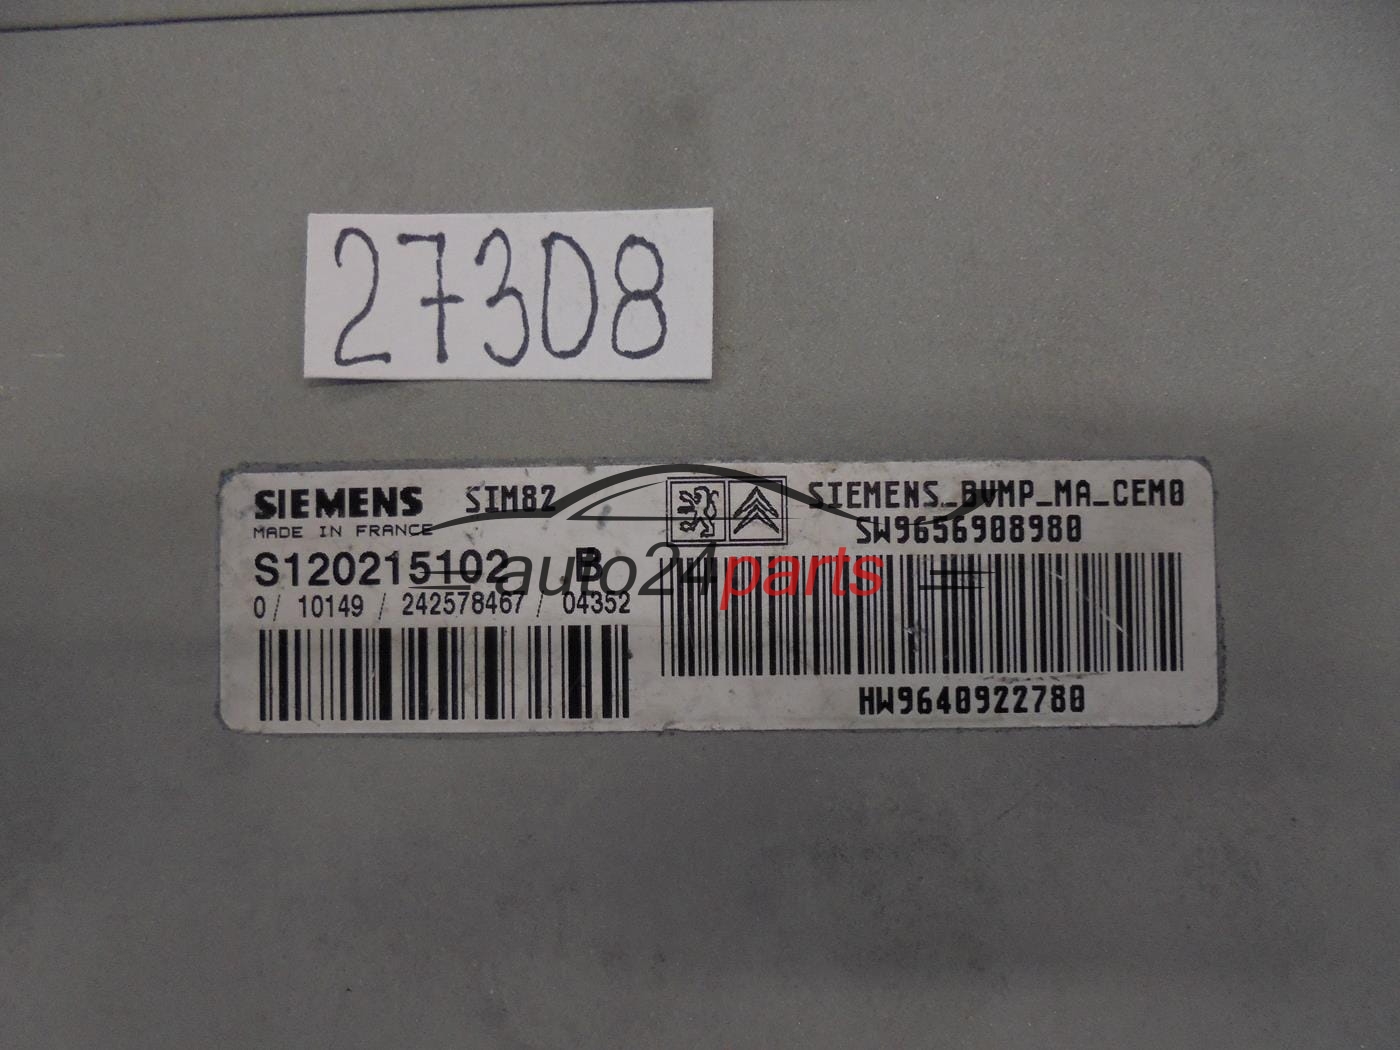 27308
SIEMENS SIM82
MADE IN FRANCE
S120215102 B
0 / 10149 / 242578467 / 04352
SIEMENS_BVMP_MA_CEM0
SW9656908980
auto24parts
HW9640922780